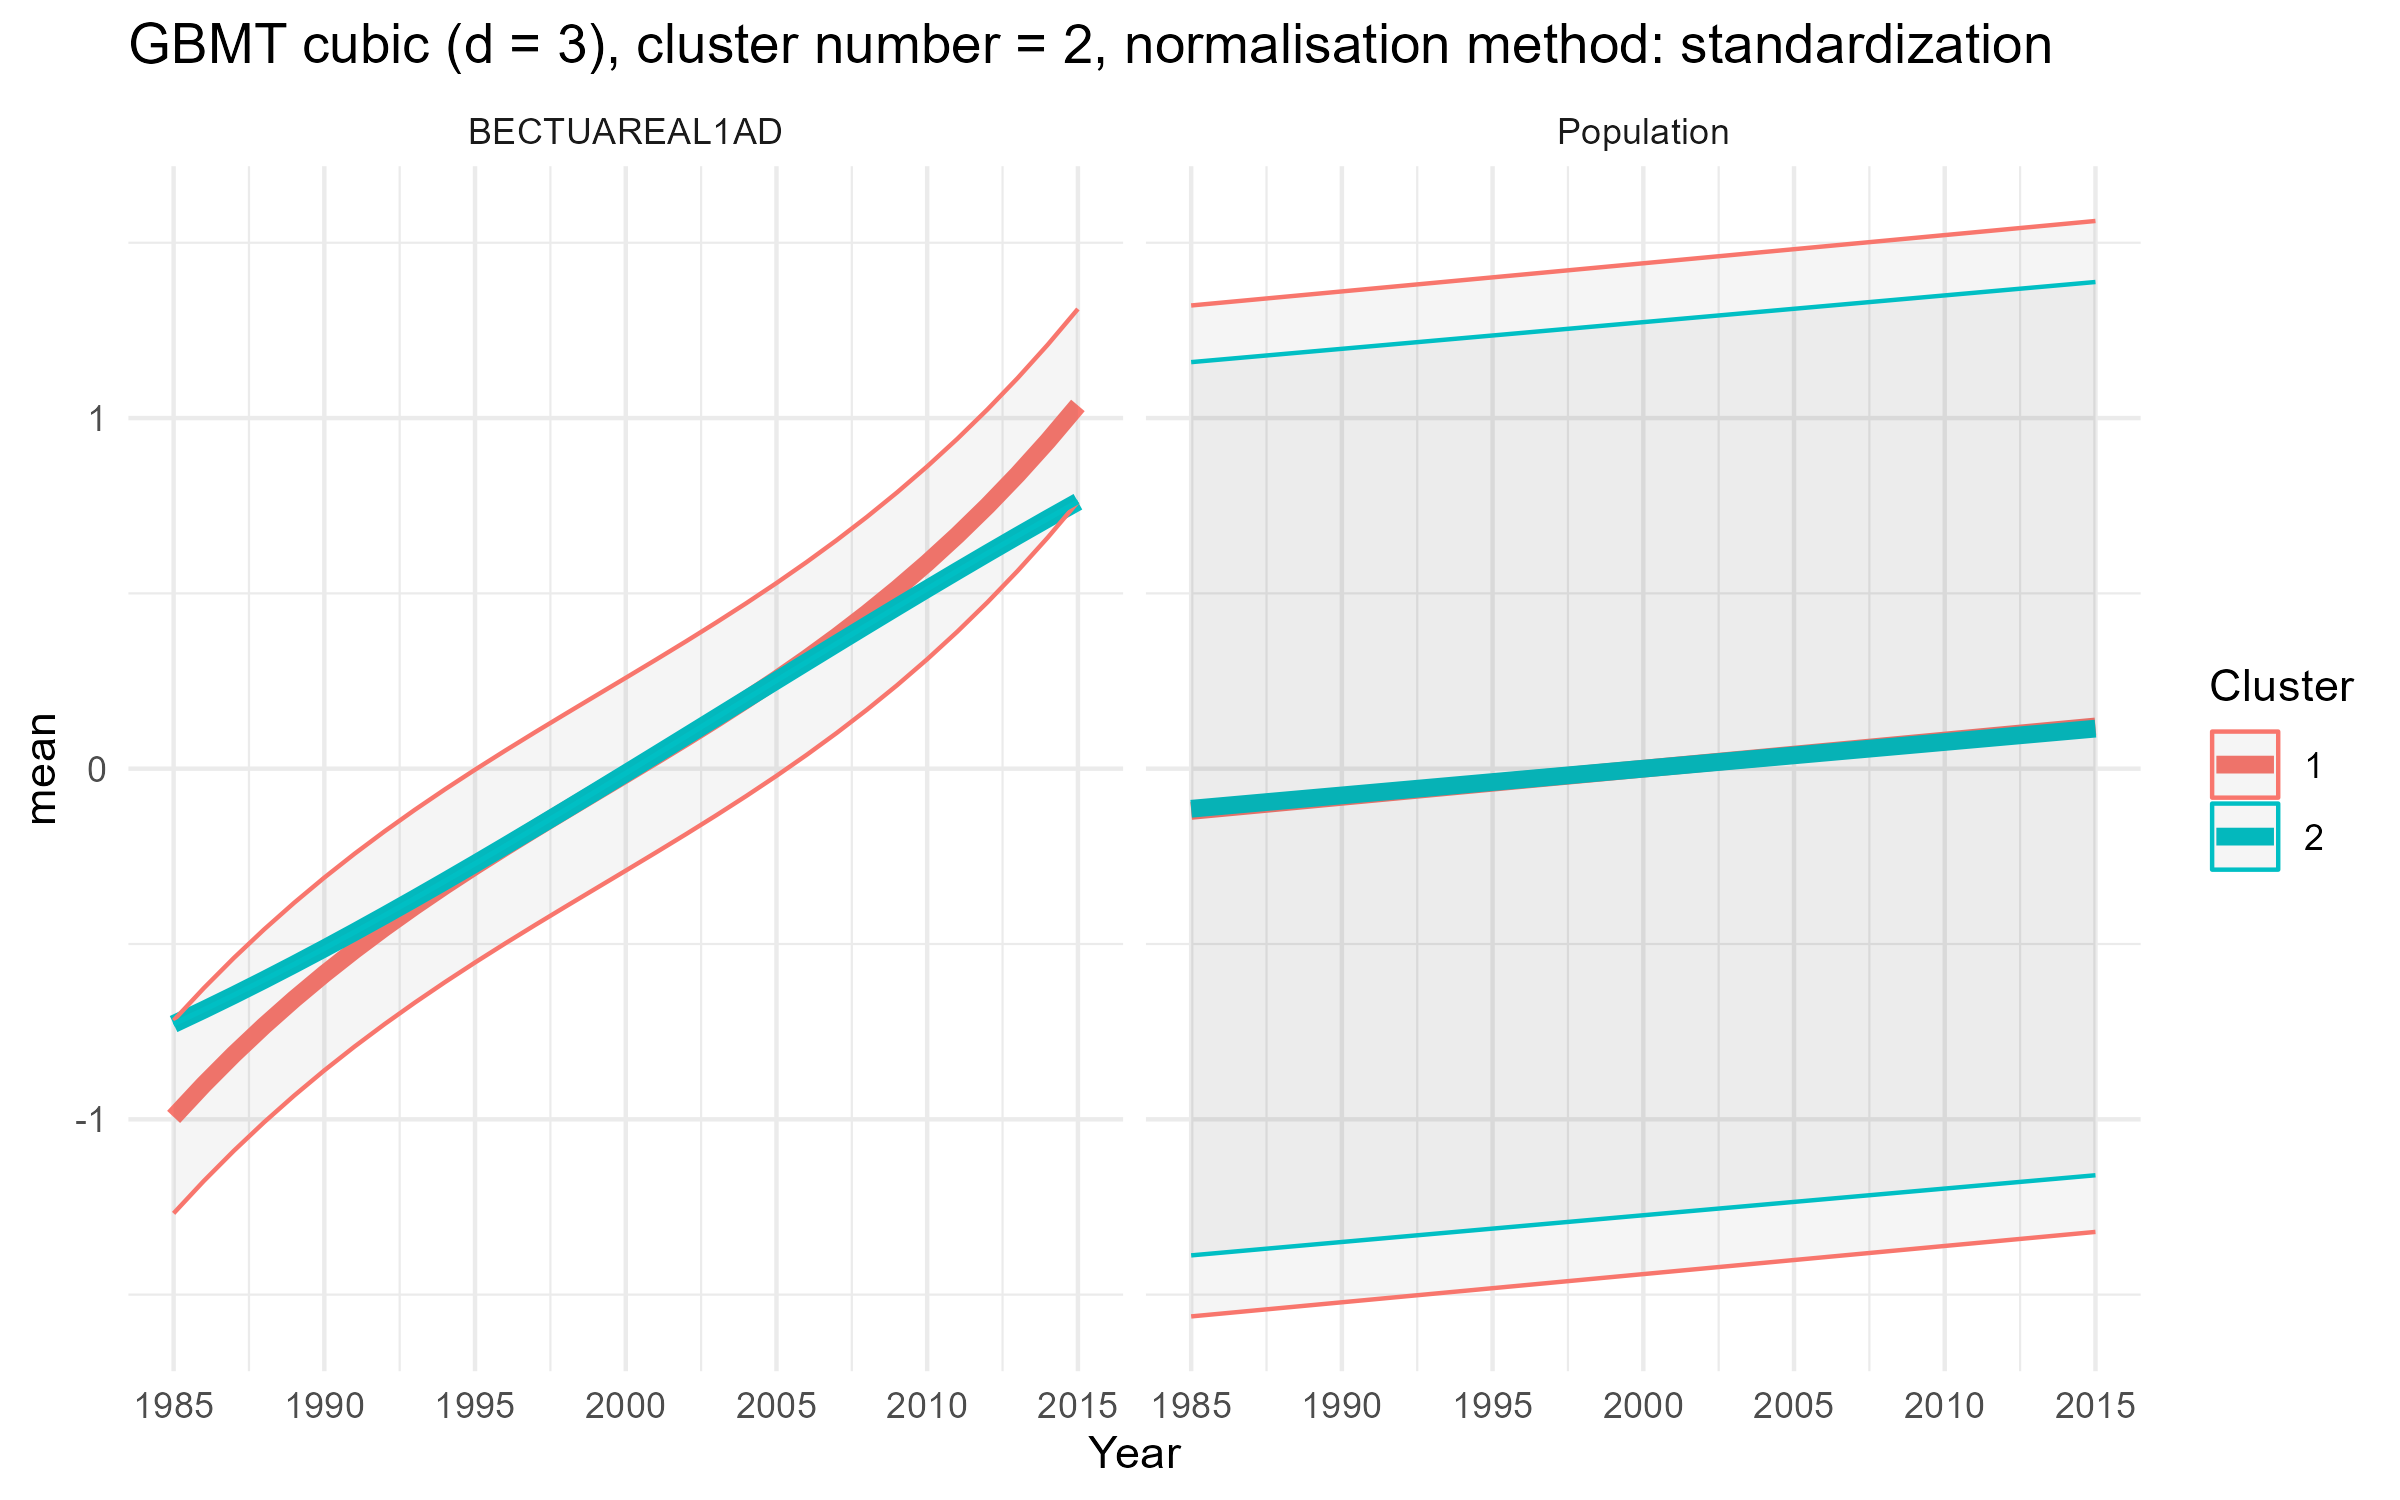 GBMT cubic (d = 3), cluster number = 2, normalisation method: standardization
BECTUAREAL1AD
Population
mean
1
0
-1
1985 1990 1995 2000 2005 2010 2015
1985 1990 1995 2000 2005 2010 2015
Year
Cluster
1
2